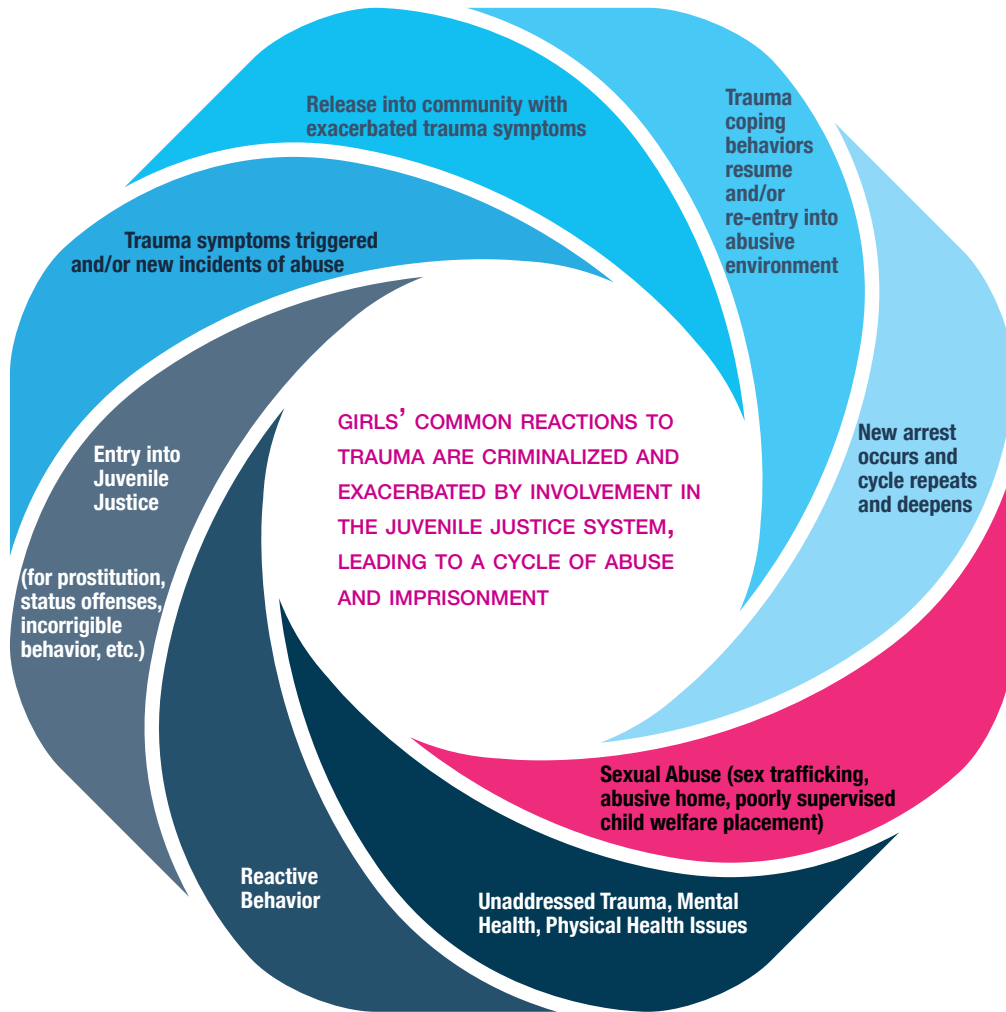 Release into community with
exacerbated trauma symptoms
Trauma
coping
behaviors
resume
and/or
re-entry into
abusive
environment
Trauma symptoms triggered
and/or new incidents of abuse
GIRLS' COMMON REACTIONS TO
TRAUMA ARE CRIMINALIZED AND
EXACERBATED BY INVOLVEMENT IN
THE JUVENILE JUSTICE SYSTEM,
LEADING TO A CYCLE OF ABUSE
AND IMPRISONMENT
New arrest
occurs and
cycle repeats
and deepens
Entry into
Juvenile
Justice
(for prostitution,
status offenses,
incorrigible
behavior, etc.)
Sexual Abuse (sex trafficking,
abusive home, poorly supervised
child welfare placement)
Reactive
Behavior
Unaddressed Trauma, Mental
Health, Physical Health Issues